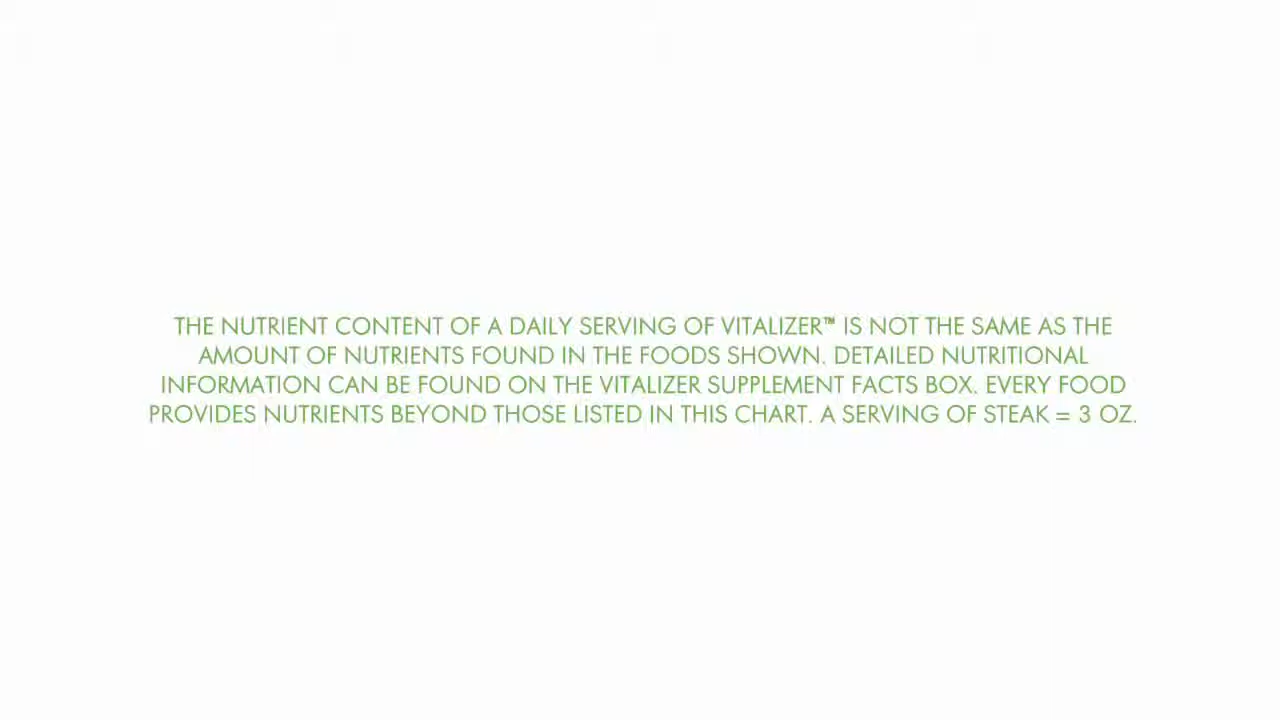 THE NUTRIENT CONTENT OF A DAILY SERVING OF VITALIZER™ IS NOT THE SAME AS THE
AMOUNT OF NUTRIENTS FOUND IN THE FOODS SHOWN. DETAILED NUTRITIONAL
INFORMATION CAN BE FOUND ON THE VITALIZER SUPPLEMENT FACTS BOX. EVERY FOOD
PROVIDES NUTRIENTS BEYOND THOSE LISTED IN THIS CHART. A SERVING OF STEAK = 3 OZ.